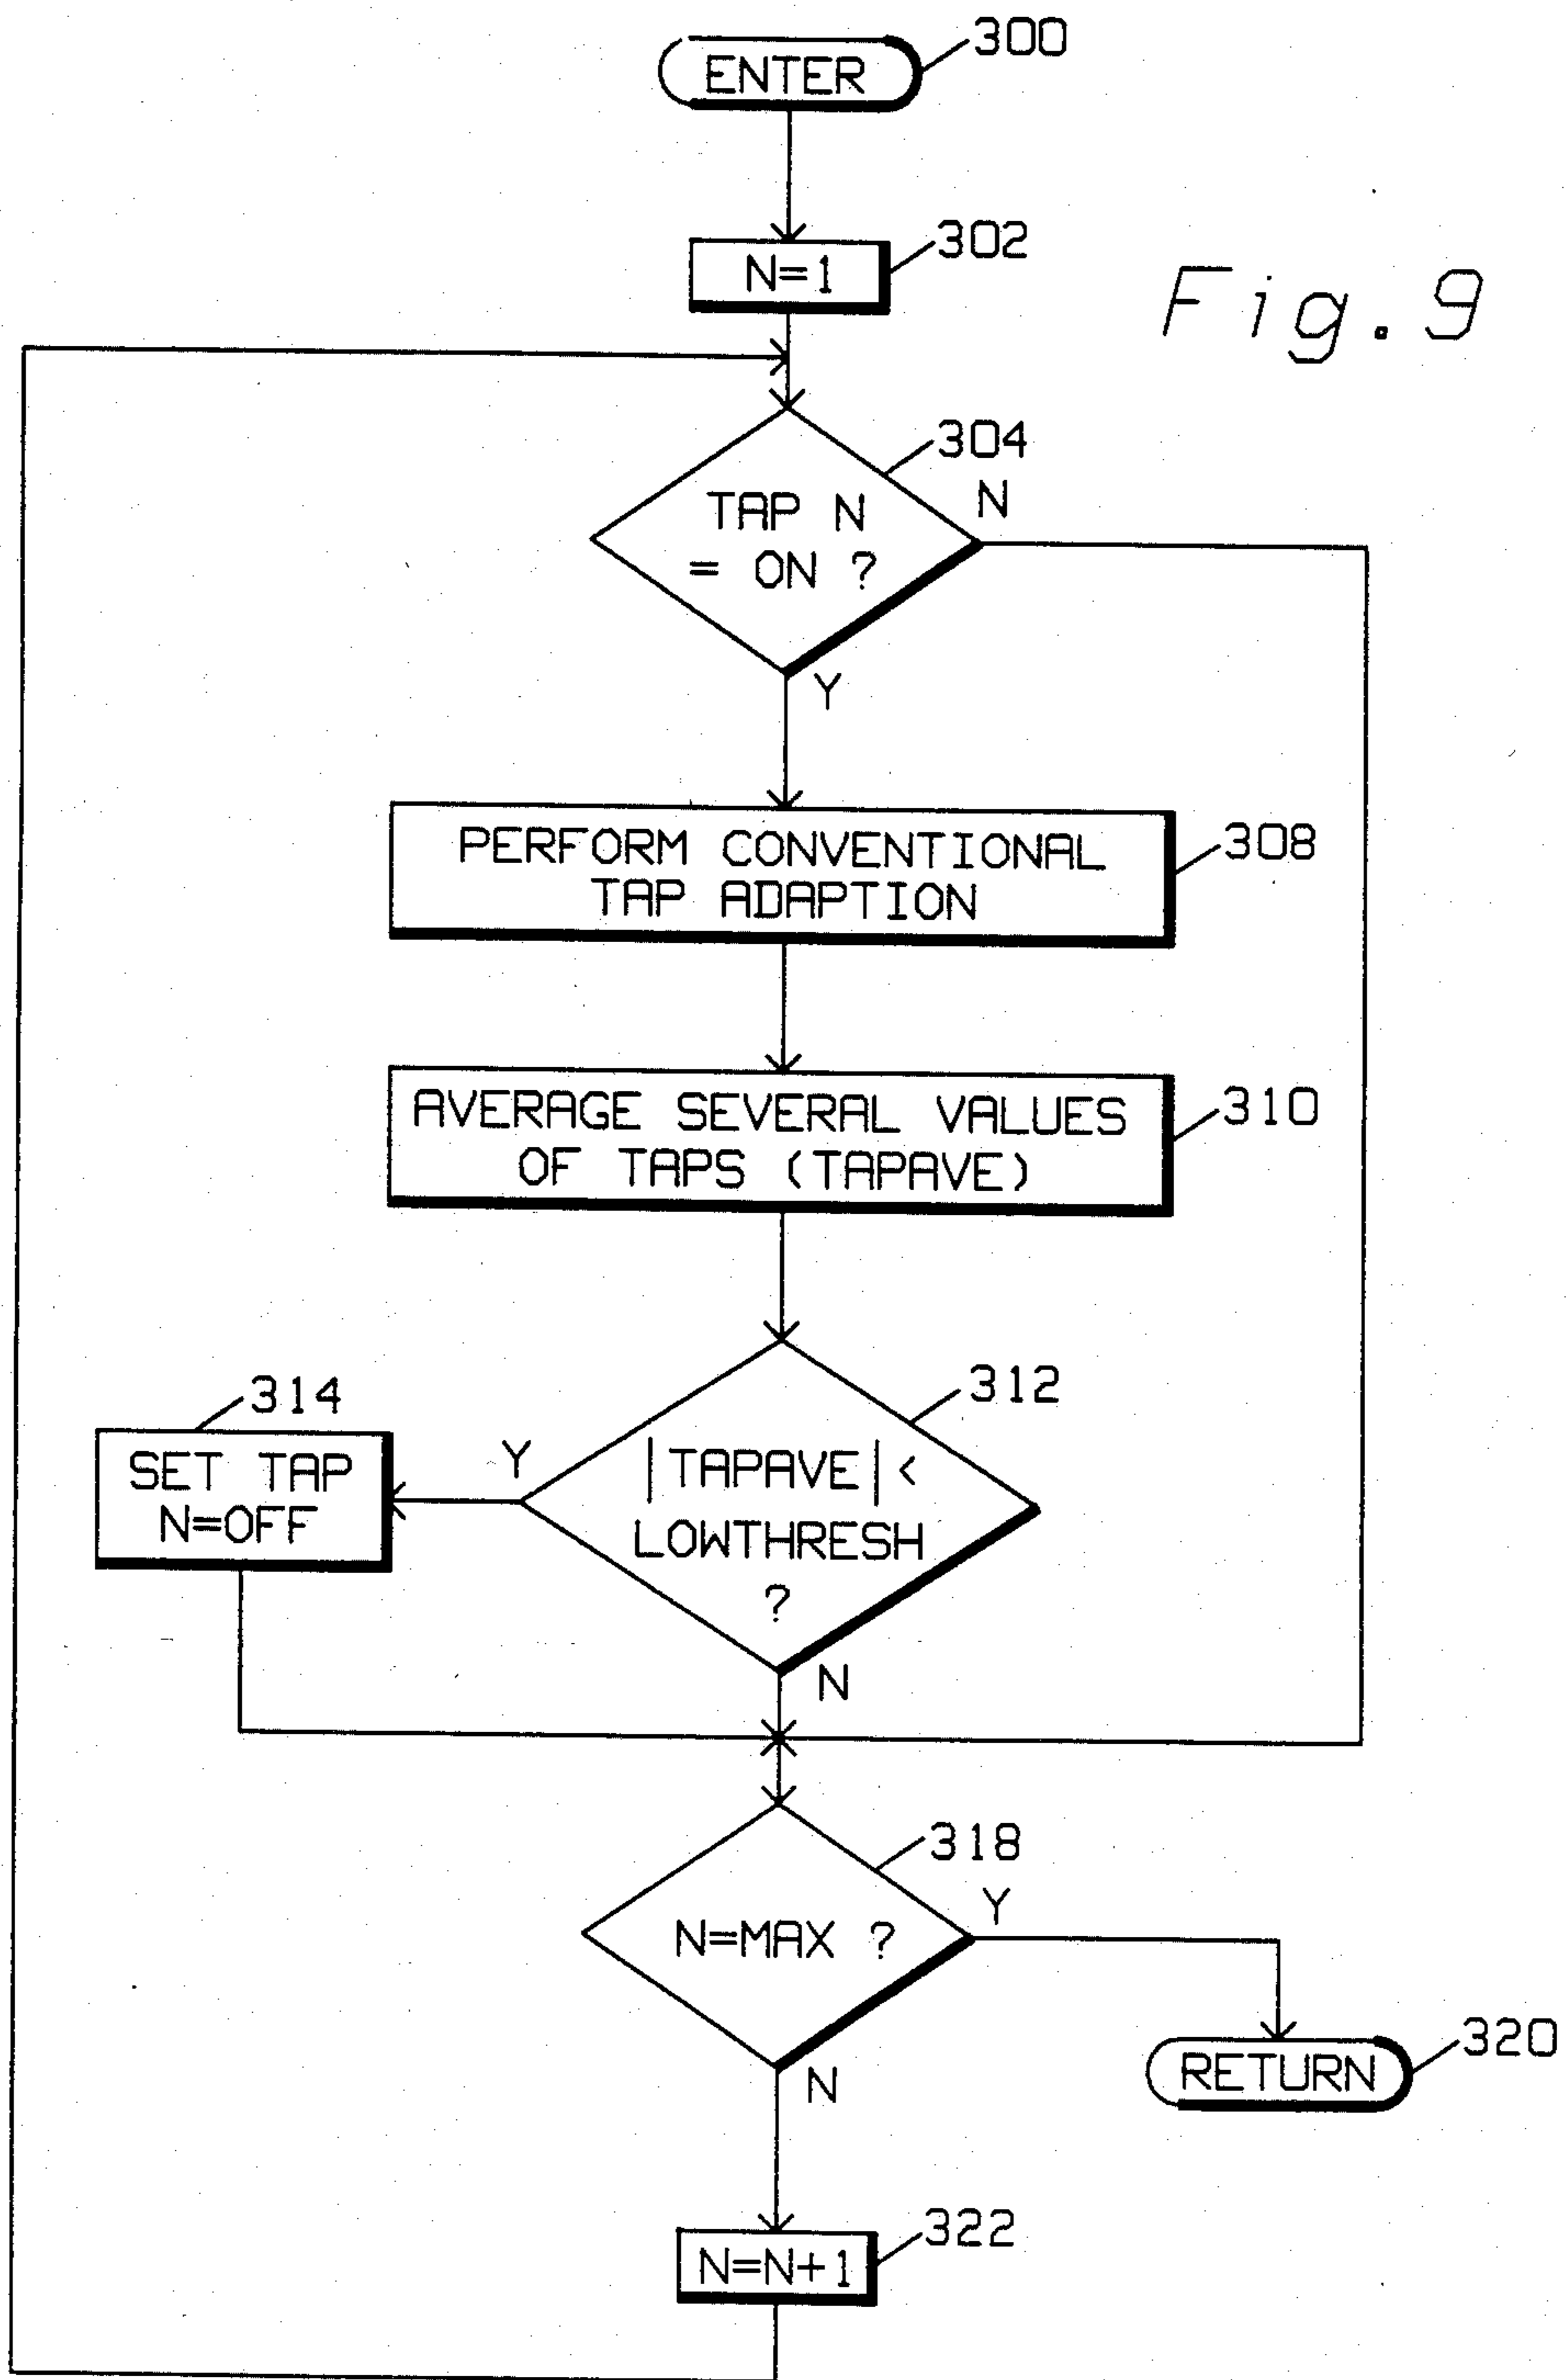 300
ENTER
302
N=1
Fig. 9
304
N
TAP N
= ON ?
Y
PERFORM CONVENTIONAL
TAP ADAPTION
308
AVERAGE SEVERAL VALUES
OF TAPS (TAPAVE)
310
314
312
SET TAP
N=OFF
Y
|TAPAVE| <
LOWTHRESH
?
N
318
Y
N=MAX ?
N
RETURN
320
322
N=N+1